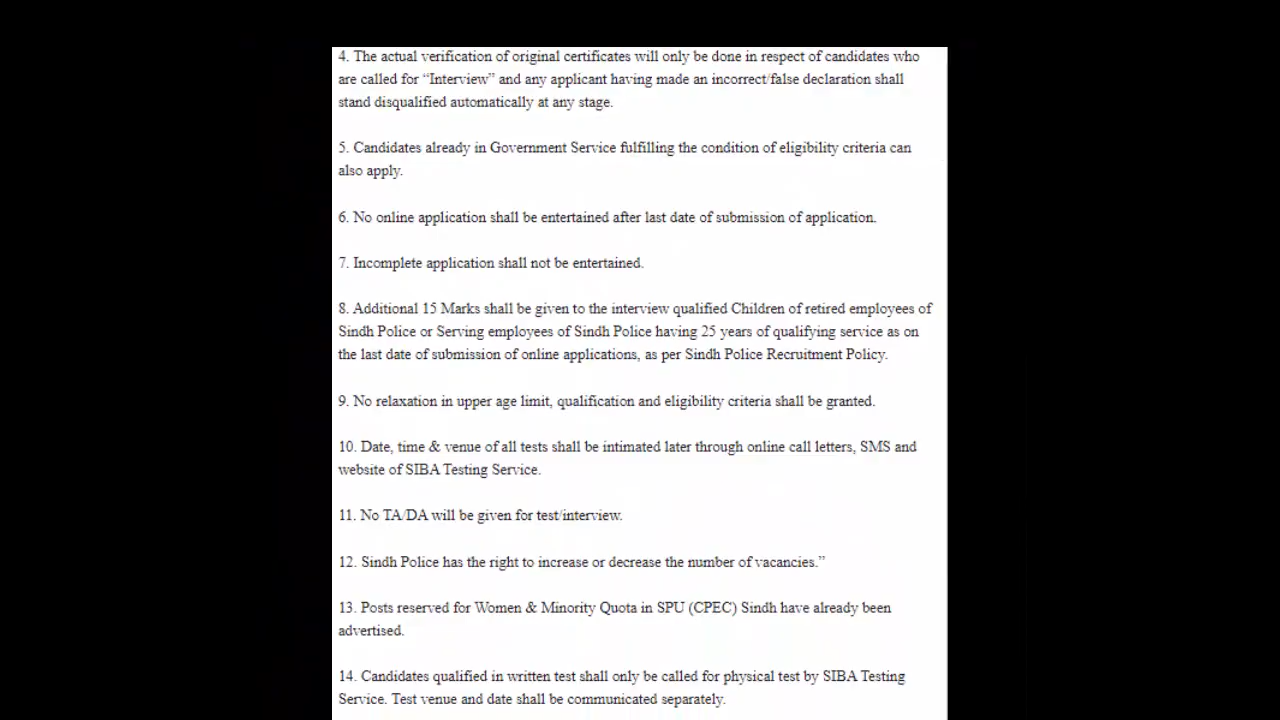 4. The actual verification of original certificates will only be done in respect of candidates who
are called for “Interview” and any applicant having made an incorrect/false declaration shall
stand disqualified automatically at any stage.
5. Candidates already in Government Service fulfilling the condition of eligibility criteria can
also apply.
6. No online application shall be entertained after last date of submission of application.
7. Incomplete application shall not be entertained.
8. Additional 15 Marks shall be given to the interview qualified Children of retired employees of
Sindh Police or Serving employees of Sindh Police having 25 years of qualifying service as on
the last date of submission of online applications, as per Sindh Police Recruitment Policy.
9. No relaxation in upper age limit, qualification and eligibility criteria shall be granted.
10. Date, time & venue of all tests shall be intimated later through online call letters, SMS and
website of SIBA Testing Service.
11. No TA/DA will be given for test/interview.
12. Sindh Police has the right to increase or decrease the number of vacancies.”
13. Posts reserved for Women & Minority Quota in SPU (CPEC) Sindh have already been
advertised.
14. Candidates qualified in written test shall only be called for physical test by SIBA Testing
Service. Test venue and date shall be communicated separately.